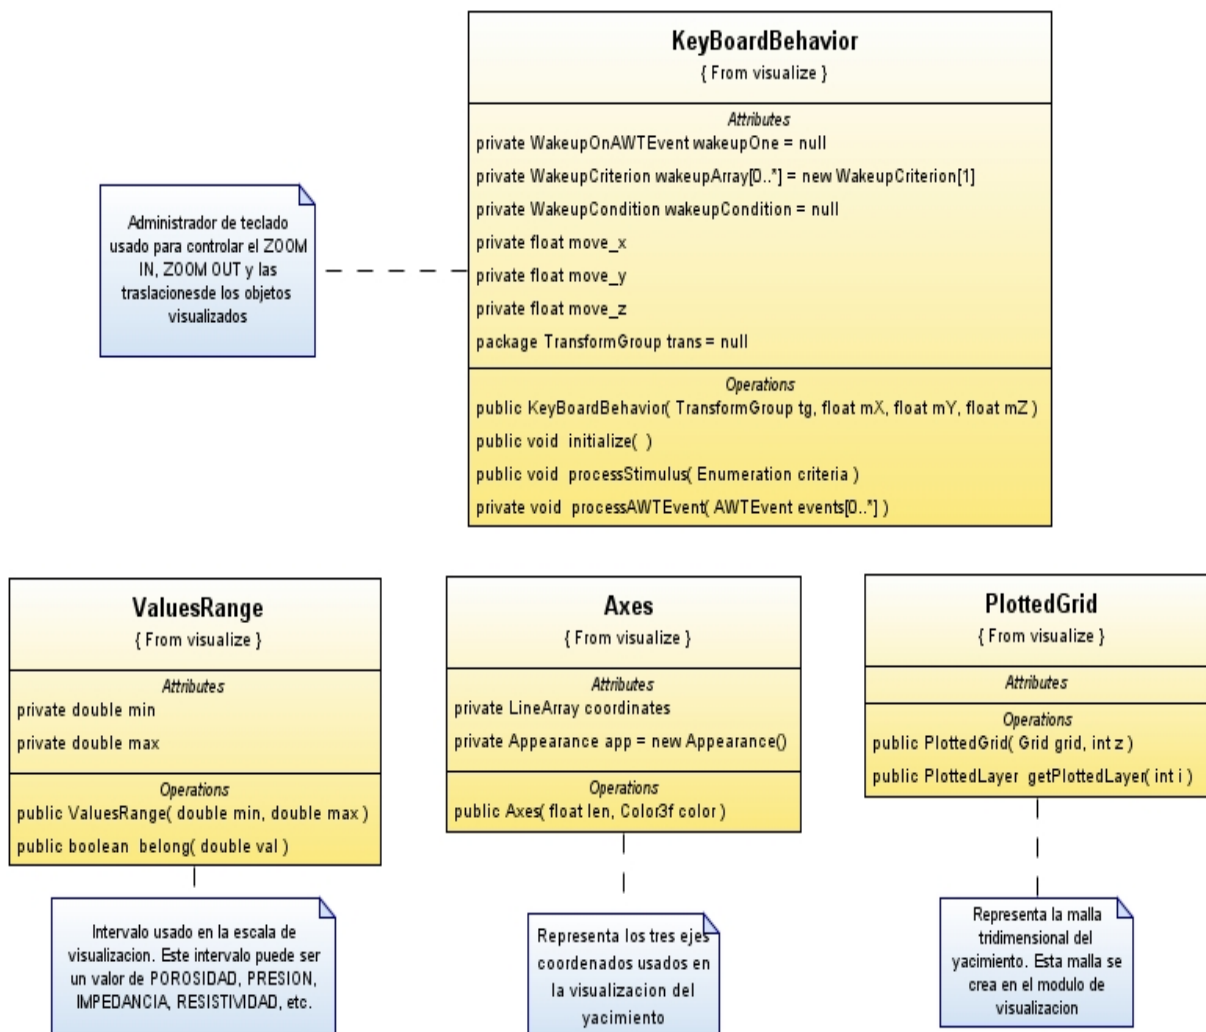 KeyBoardBehavior
{ From visualize }
Attributes
private WakeupOnAWTEvent wakeupOne = null
private WakeupCriterion wakeupArray[0..*] = new WakeupCriterion[1]
private WakeupCondition wakeupCondition = null
private float move_x
private float move_y
private float move_z
package TransformGroup trans = null
Operations
public KeyBoardBehavior( TransformGroup tg, float mX, float mY, float mZ )
public void initialize( )
public void processStimulus( Enumeration criteria )
private void processAWTEvent( AWTEvent events[0..*] )
Administrador de teclado
usado para controlar el ZOOM
IN, ZOOM OUT y las
traslacionesde los objetos
visualizados
ValuesRange
{ From visualize }
Attributes
private double min
private double max
Operations
public ValuesRange( double min, double max )
public boolean belong( double val )
Intervalo usado en la escala de
visualizacion. Este intervalo puede ser
un valor de POROSIDAD, PRESION,
IMPEDANCIA, RESISTIVIDAD, etc.
Axes
{ From visualize }
Attributes
private LineArray coordinates
private Appearance app = new Appearance()
Operations
public Axes( float len, Color3f color )
Representa los tres ejes
coordenados usados en
la visualizacion del
yacimiento
PlottedGrid
{ From visualize }
Attributes
Operations
public PlottedGrid( Grid grid, int z )
public PlottedLayer getPlottedLayer( int i )
Representa la malla
tridimensional del
yacimiento. Esta malla se
crea en el modulo de
visualizacion